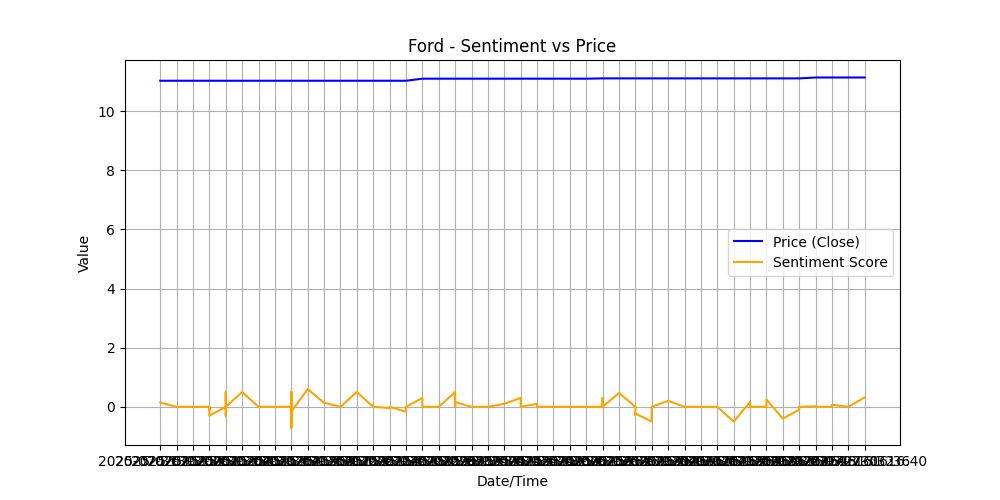 Ford - Sentiment vs Price
Value
10
8
6
4
2
0
Price (Close)
Sentiment Score
Date/Time